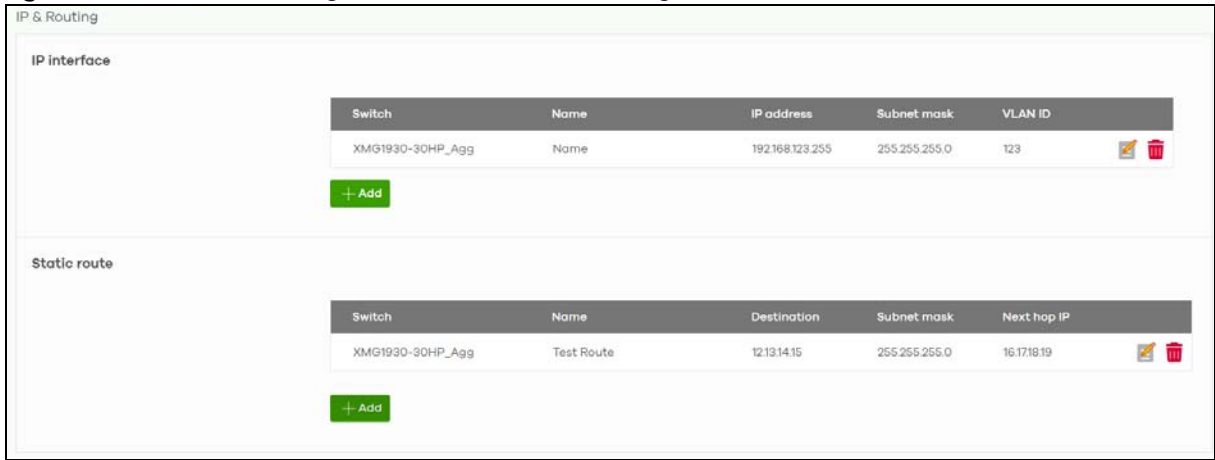 IP & Routing
IP interface
Switch Name IP address Subnet mask VLAN ID
XMG1930-30HP_Agg Name 192.168.123.255 255.255.255.0 123
+ Add
Static route
Switch Name Destination Subnet mask Next hop IP
XMG1930-30HP_Agg Test Route 12.13.14.15 255.255.255.0 16.17.18.19
+ Add